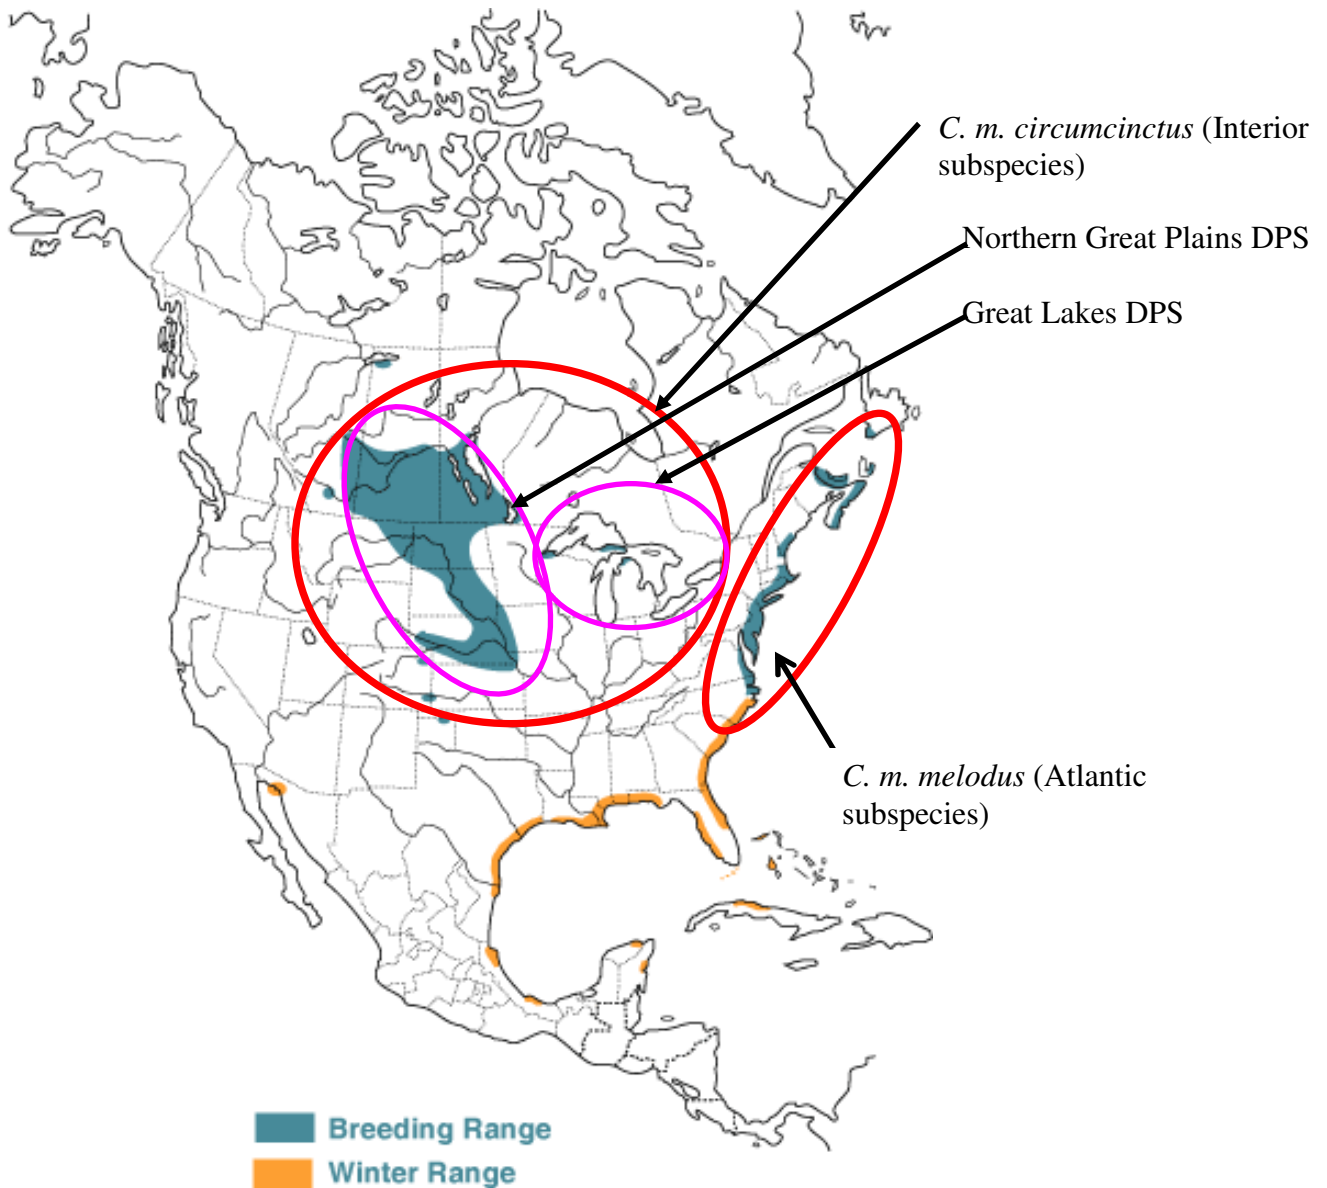 C. m. circumcinctus (Interior
subspecies)
Northern Great Plains DPS
Great Lakes DPS
C. m. melodus (Atlantic
subspecies)
Breeding Range
Winter Range